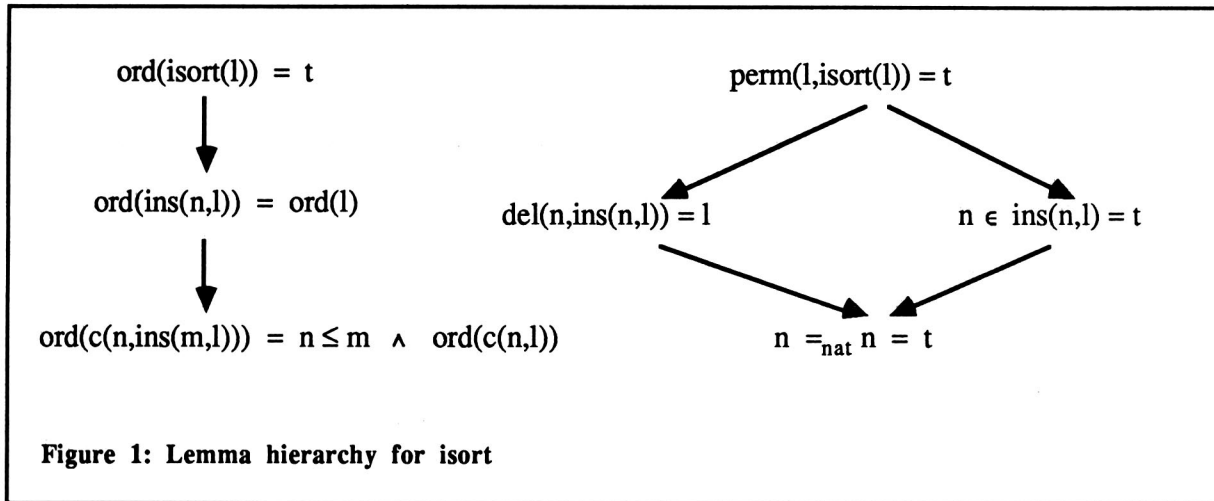 ord(isort(l)) = t
perm(l,isort(l)) = t
ord(ins(n,l)) = ord(l)
del(n,ins(n,l)) = l
n ∈ ins(n,l) = t
ord(c(n,ins(m,l))) = n ≤ m ∧ ord(c(n,l))
n =nat n = t
Figure 1: Lemma hierarchy for isort